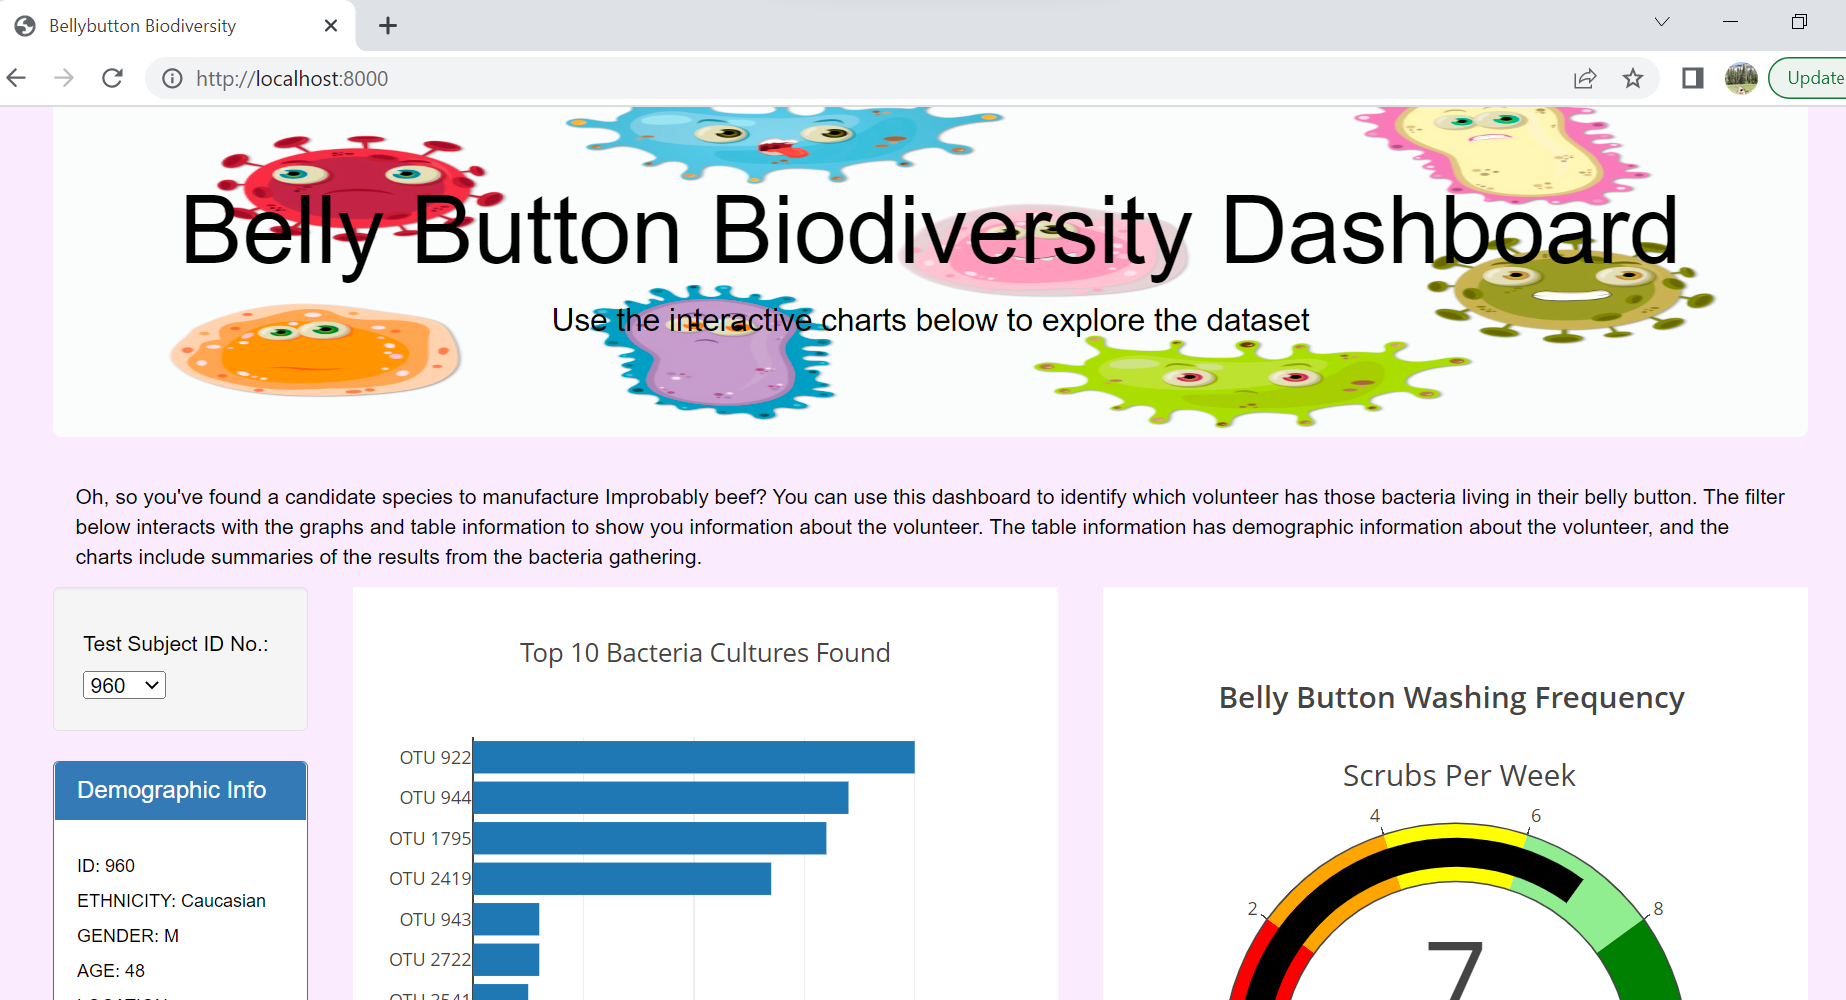 Bellybutton Biodiversity
http://localhost:8000
Update
Belly Button Biodiversity Dashboard
Use the interactive charts below to explore the dataset
Oh, so you've found a candidate species to manufacture Improbably beef? You can use this dashboard to identify which volunteer has those bacteria living in their belly button. The filter
below interacts with the graphs and table information to show you information about the volunteer. The table information has demographic information about the volunteer, and the
charts include summaries of the results from the bacteria gathering.
Test Subject ID No.:
960
Demographic Info
ID: 960
ETHNICITY: Caucasian
GENDER: M
AGE: 48
Top 10 Bacteria Cultures Found
OTU 922
OTU 944
OTU 1795
OTU 2419
OTU 943
OTU 2722
OTU 3541
Belly Button Washing Frequency
Scrubs Per Week
4
6
2
8
7